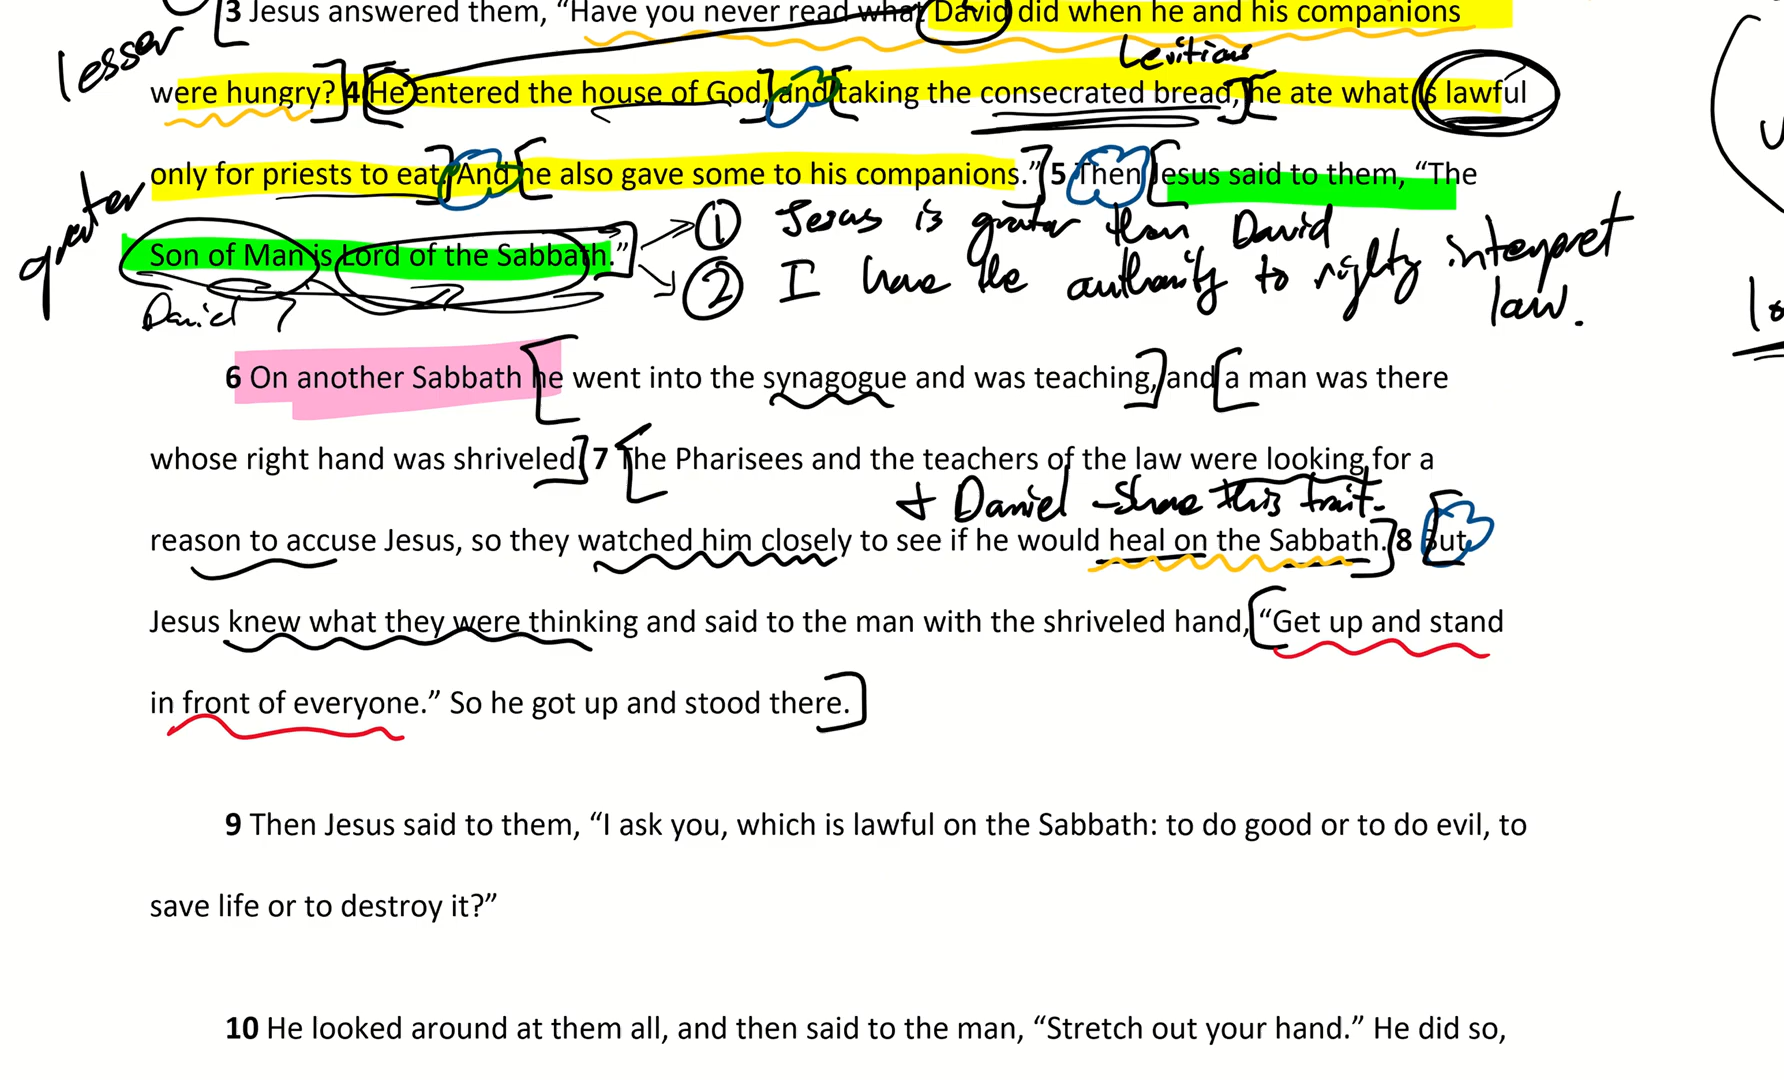 3 Jesus answered them, “Have you never read what David did when he and his companions
lesser
Leviticus
were hungry? 4 He entered the house of God, and taking the consecrated bread, he ate what is lawful
only for priests to eat. And he also gave some to his companions.” 5 Then Jesus said to them, “The
greater
① Jesus is greater than David
Son of Man is Lord of the Sabbath.”
② I have the authority to rightly interpret
law.
Daniel 7
6 On another Sabbath he went into the synagogue and was teaching, and a man was there
whose right hand was shriveled. 7 The Pharisees and the teachers of the law were looking for a
+ Daniel - share this trait.
reason to accuse Jesus, so they watched him closely to see if he would heal on the Sabbath. 8 But
Jesus knew what they were thinking and said to the man with the shriveled hand, “Get up and stand
in front of everyone.” So he got up and stood there.
9 Then Jesus said to them, “I ask you, which is lawful on the Sabbath: to do good or to do evil, to
save life or to destroy it?”
10 He looked around at them all, and then said to the man, “Stretch out your hand.” He did so,